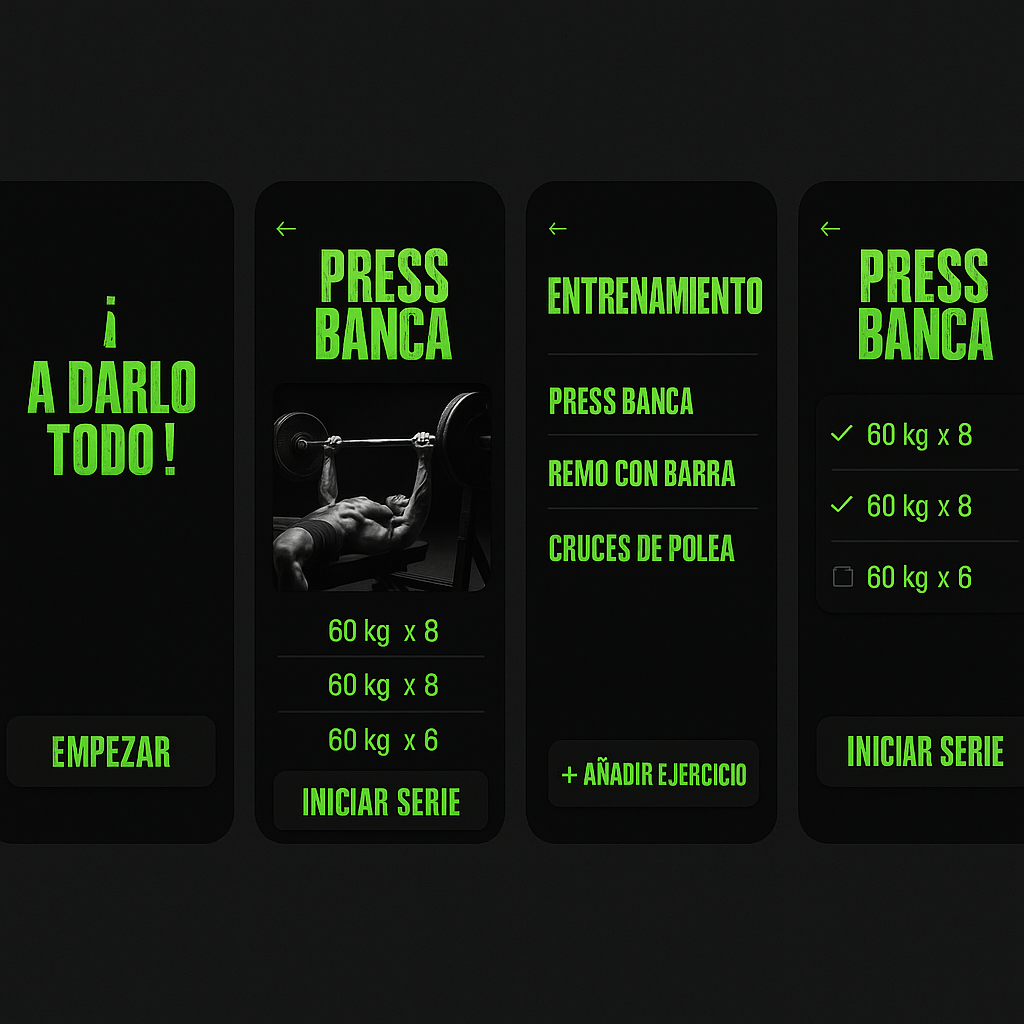 ¡
A DARLO
TODO!
EMPEZAR
←
PRESS
BANCA
60 kg x 8
60 kg x 8
60 kg x 6
INICIAR SERIE
←
ENTRENAMIENTO
PRESS BANCA
REMO CON BARRA
CRUCES DE POLEA
+ AÑADIR EJERCICIO
←
PRESS
BANCA
✓ 60 kg x 8
✓ 60 kg x 8
60 kg x 6
INICIAR SERIE